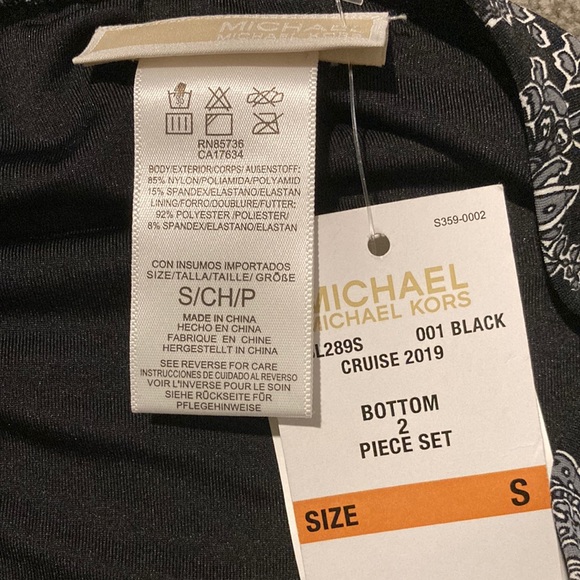 MICHAEL
MICHAEL KORS
RN85736
CA17634
BODY/EXTERIOR/CORPS/ AUßENSTOFF:
85% NYLON/POLIAMIDA/POLYAMID
15% SPANDEX/ELASTANO/ELASTAN
LINING/FORRO/DOUBLURE/FUTTER:
92% POLYESTER /POLIESTER/
8% SPANDEX/ELASTANO/ELASTAN
CON INSUMOS IMPORTADOS
SIZE/TALLA/TAILLE/ GRÖßE
S/CH/P
MADE IN CHINA
HECHO EN CHINA
FABRIQUE EN CHINE
HERGESTELLT IN CHINA
SEE REVERSE FOR CARE
INSTRUCCIONES DE CUIDADO AL REVERSO
VOIR L'INVERSE POUR LE SOIN
SIEHE RÜCKSEITE FÜR
PFLEGEHINWEISE
S359-0002
MICHAEL
MICHAEL KORS
L289S 001 BLACK
CRUISE 2019
BOTTOM
2
PIECE SET
SIZE S